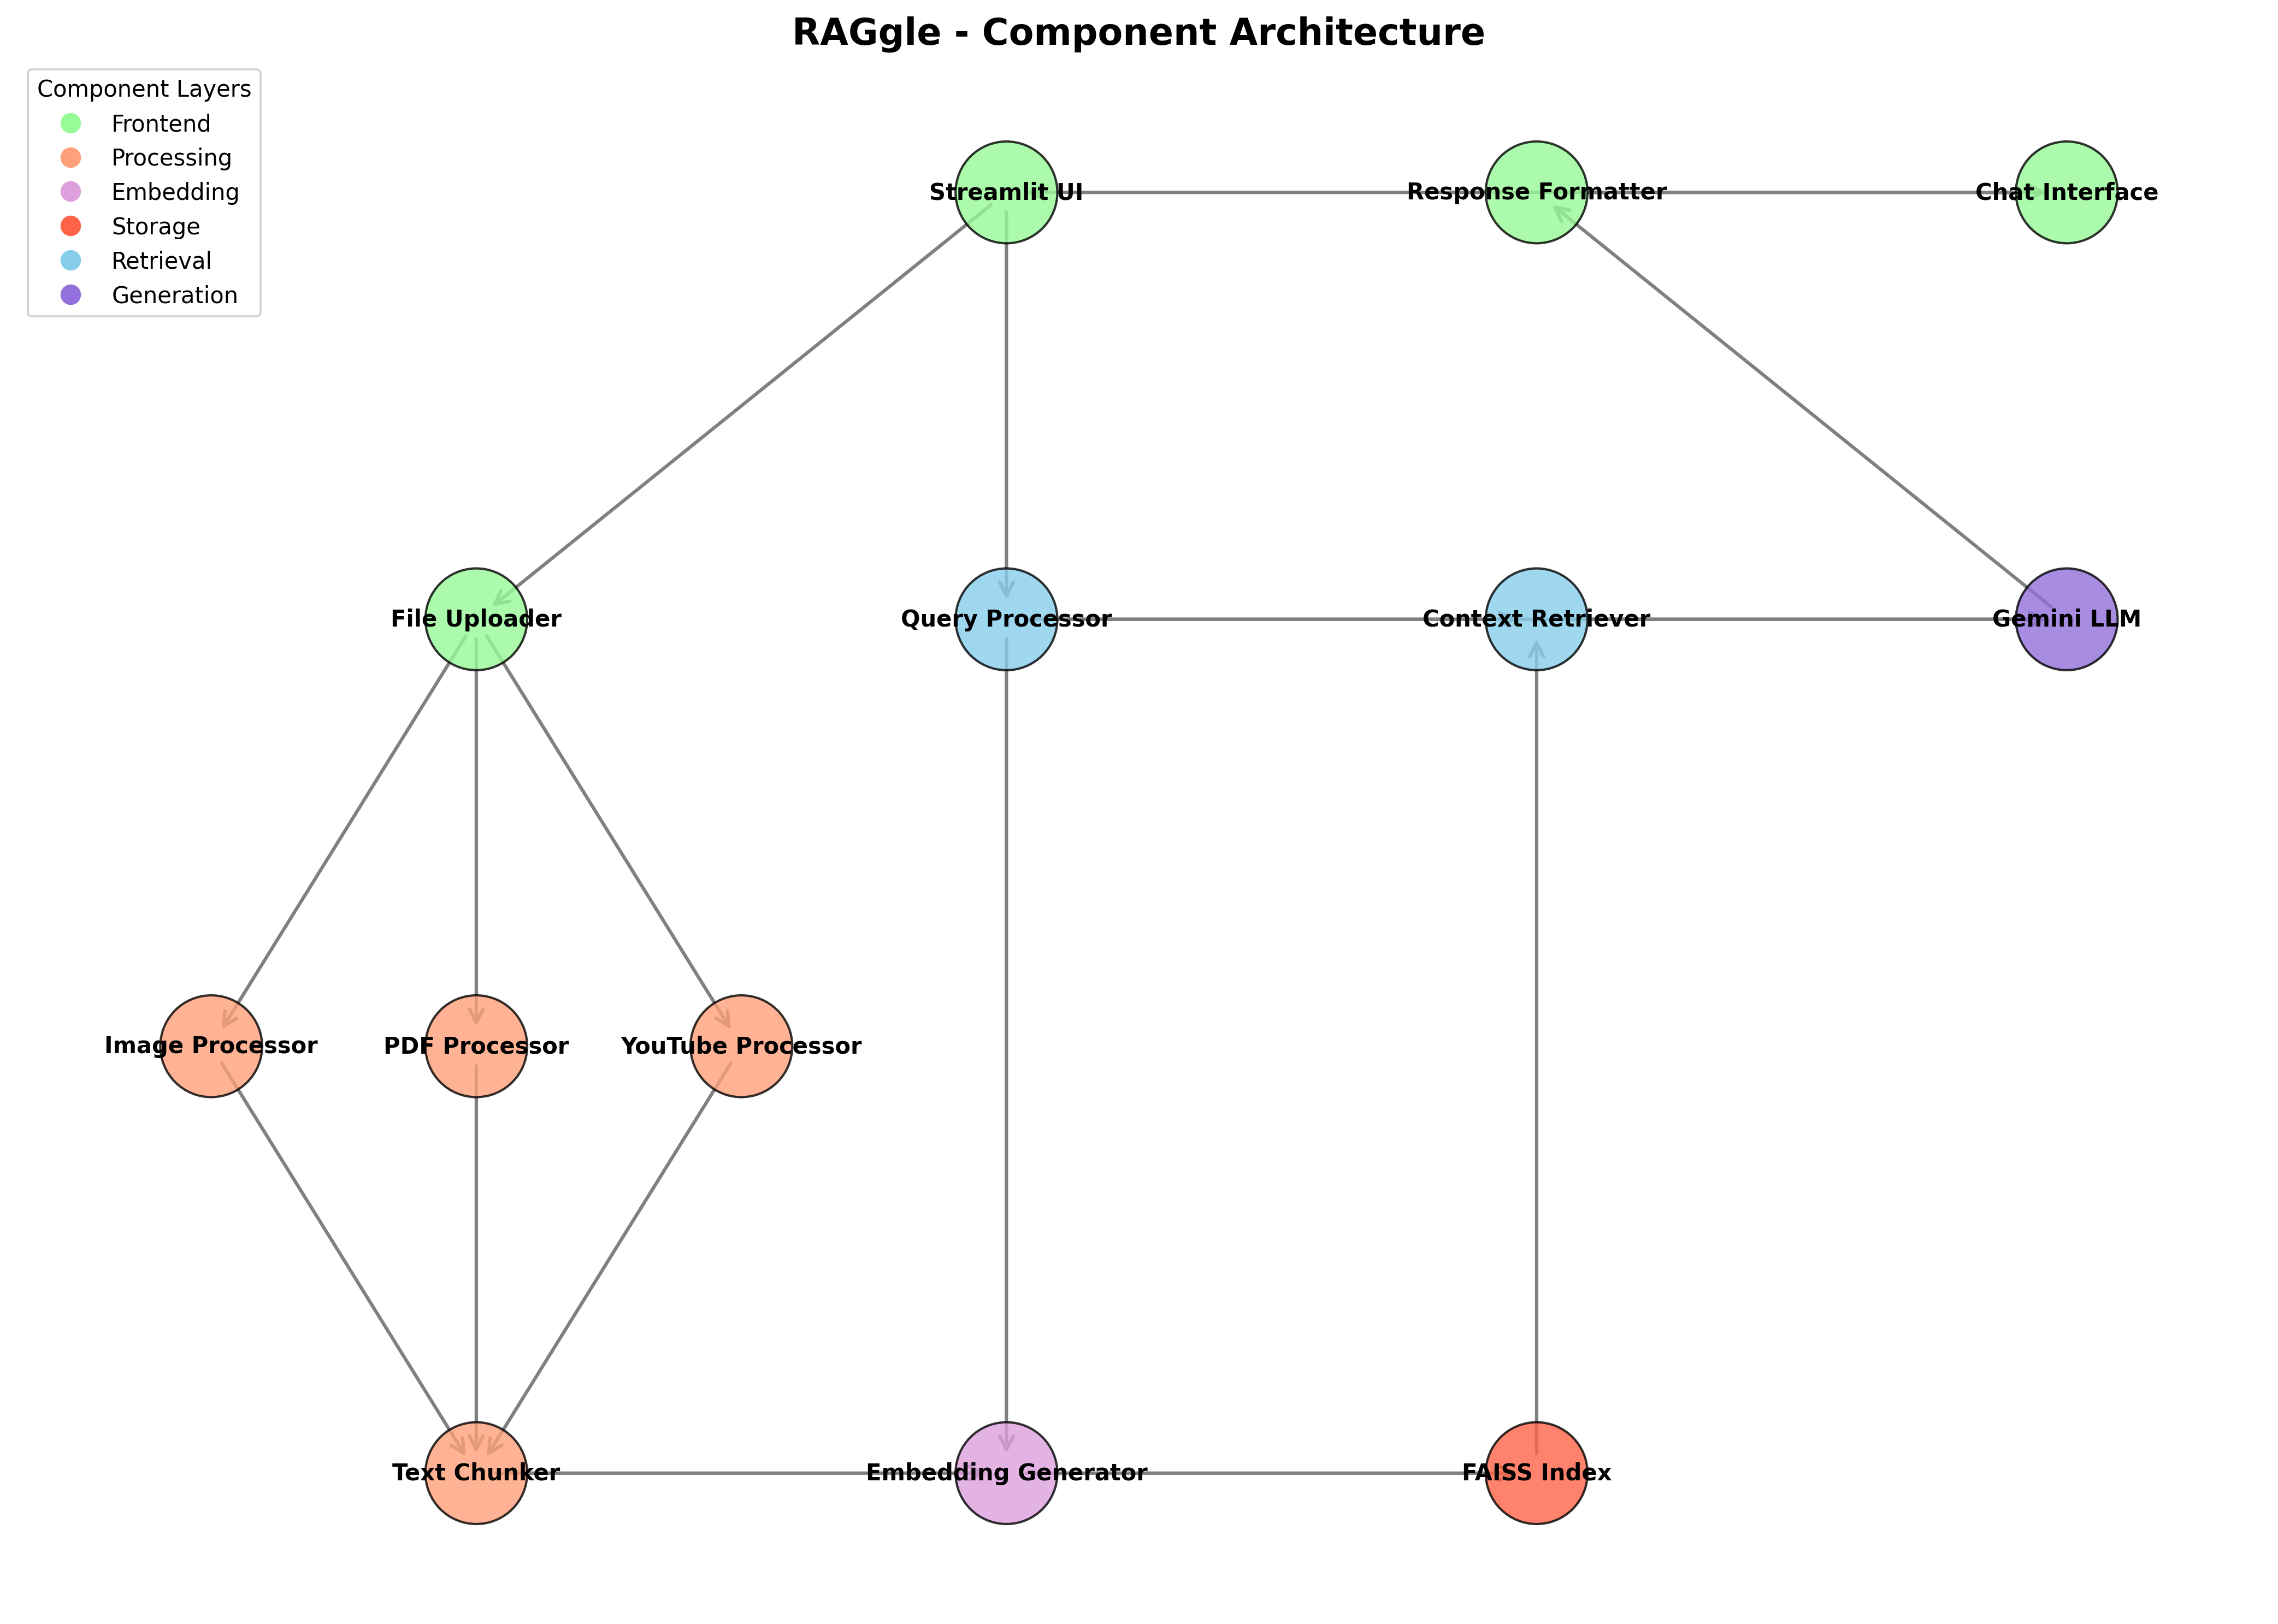 RAGgle - Component Architecture
Component Layers
Frontend
Processing
Embedding
Storage
Retrieval
Generation
Streamlit UI
Response Formatter
Chat Interface
File Uploader
Query Processor
Context Retriever
Gemini LLM
Image Processor
PDF Processor
YouTube Processor
Text Chunker
Embedding Generator
FAISS Index